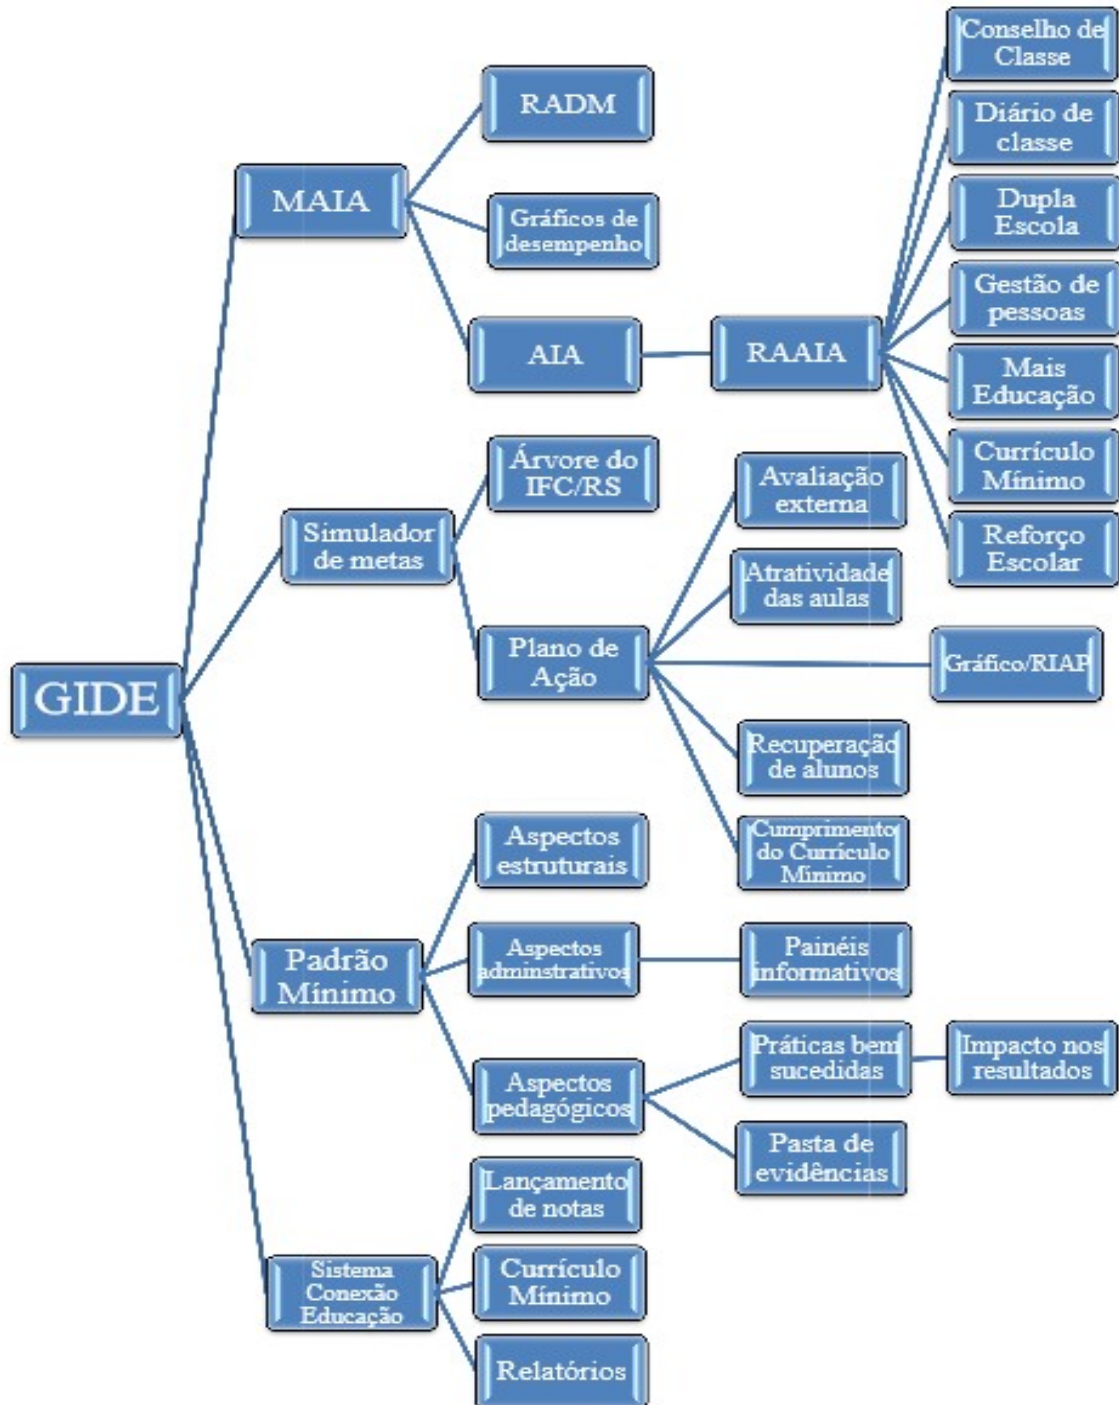 Conselho de
Classe
RADM
Diário de
classe
MAIA
Dupla
Escola
Gráficos de
desempenho
Gestão de
pessoas
AIA
RAAIA
Mais
Educação
Árvore do
IFC/RS
Currículo
Mínimo
Avaliação
externa
Simulador
de metas
Reforço
Escolar
Atratividade
das aulas
Plano de
Ação
Gráfico/RIAP
GIDE
Recuperação
de alunos
Cumprimento
do Currículo
Mínimo
Aspectos
estruturais
Padrão
Mínimo
Aspectos
adminstrativos
Painéis
informativos
Práticas bem
sucedidas
Impacto nos
resultados
Aspectos
pedagógicos
Pasta de
evidências
Lançamento
de notas
Sistema
Conexão
Educação
Currículo
Mínimo
Relatórios